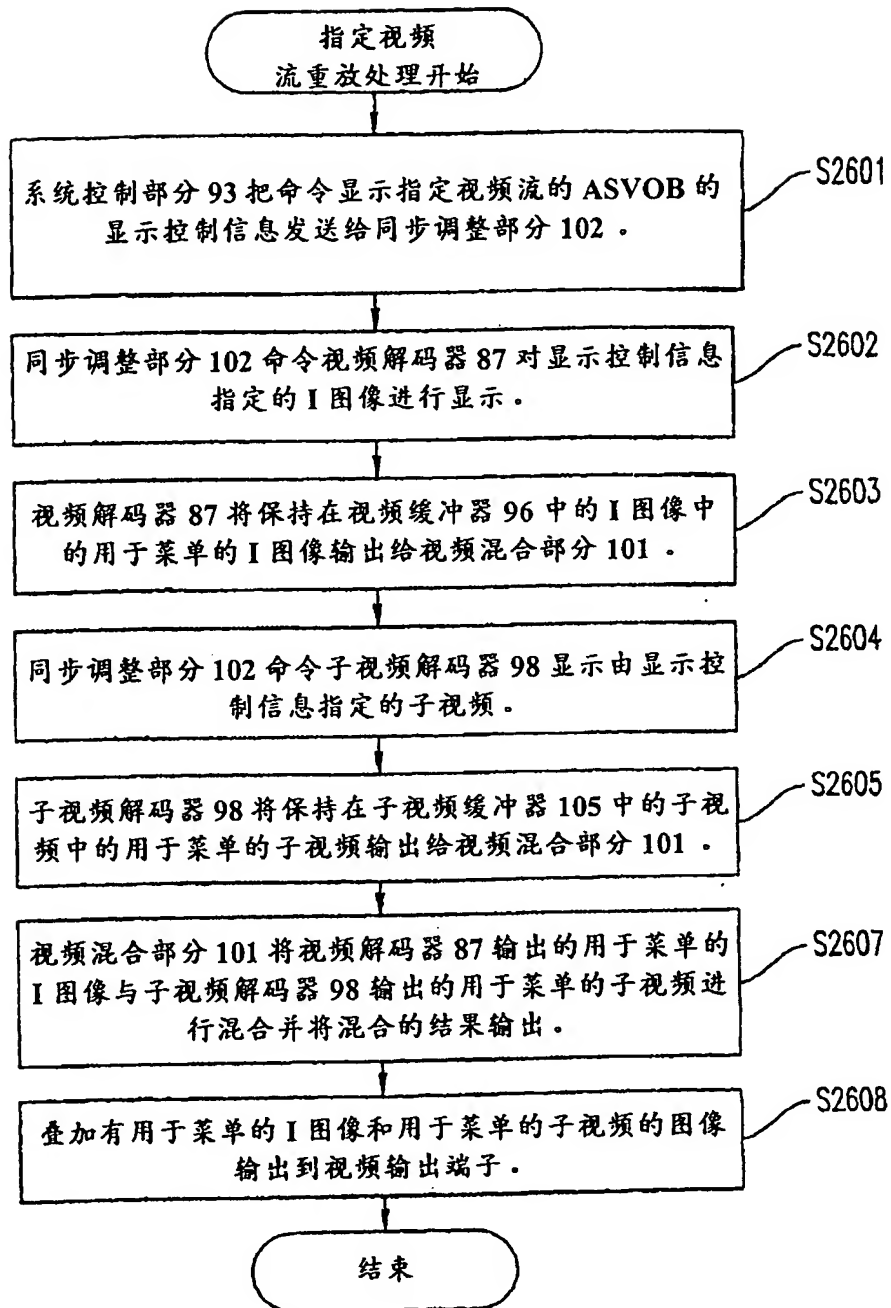 指定视频
流重放处理开始
系统控制部分 93 把命令显示指定视频流的 ASVOB 的
显示控制信息发送给同步调整部分 102 。
S2601
同步调整部分 102 命令视频解码器 87 对显示控制信息
指定的 I 图像进行显示。
S2602
视频解码器 87 将保持在视频缓冲器 96 中的 I 图像中
的用于菜单的 I 图像输出给视频混合部分 101 。
S2603
同步调整部分 102 命令子视频解码器 98 显示由显示控
制信息指定的子视频。
S2604
子视频解码器 98 将保持在子视频缓冲器 105 中的子视
频中的用于菜单的子视频输出给视频混合部分 101 。
S2605
视频混合部分 101 将视频解码器 87 输出的用于菜单的
I 图像与子视频解码器 98 输出的用于菜单的子视频进
行混合并将混合的结果输出。
S2607
叠加有用于菜单的 I 图像和用于菜单的子视频的图像
输出到视频输出端子。
S2608
结束